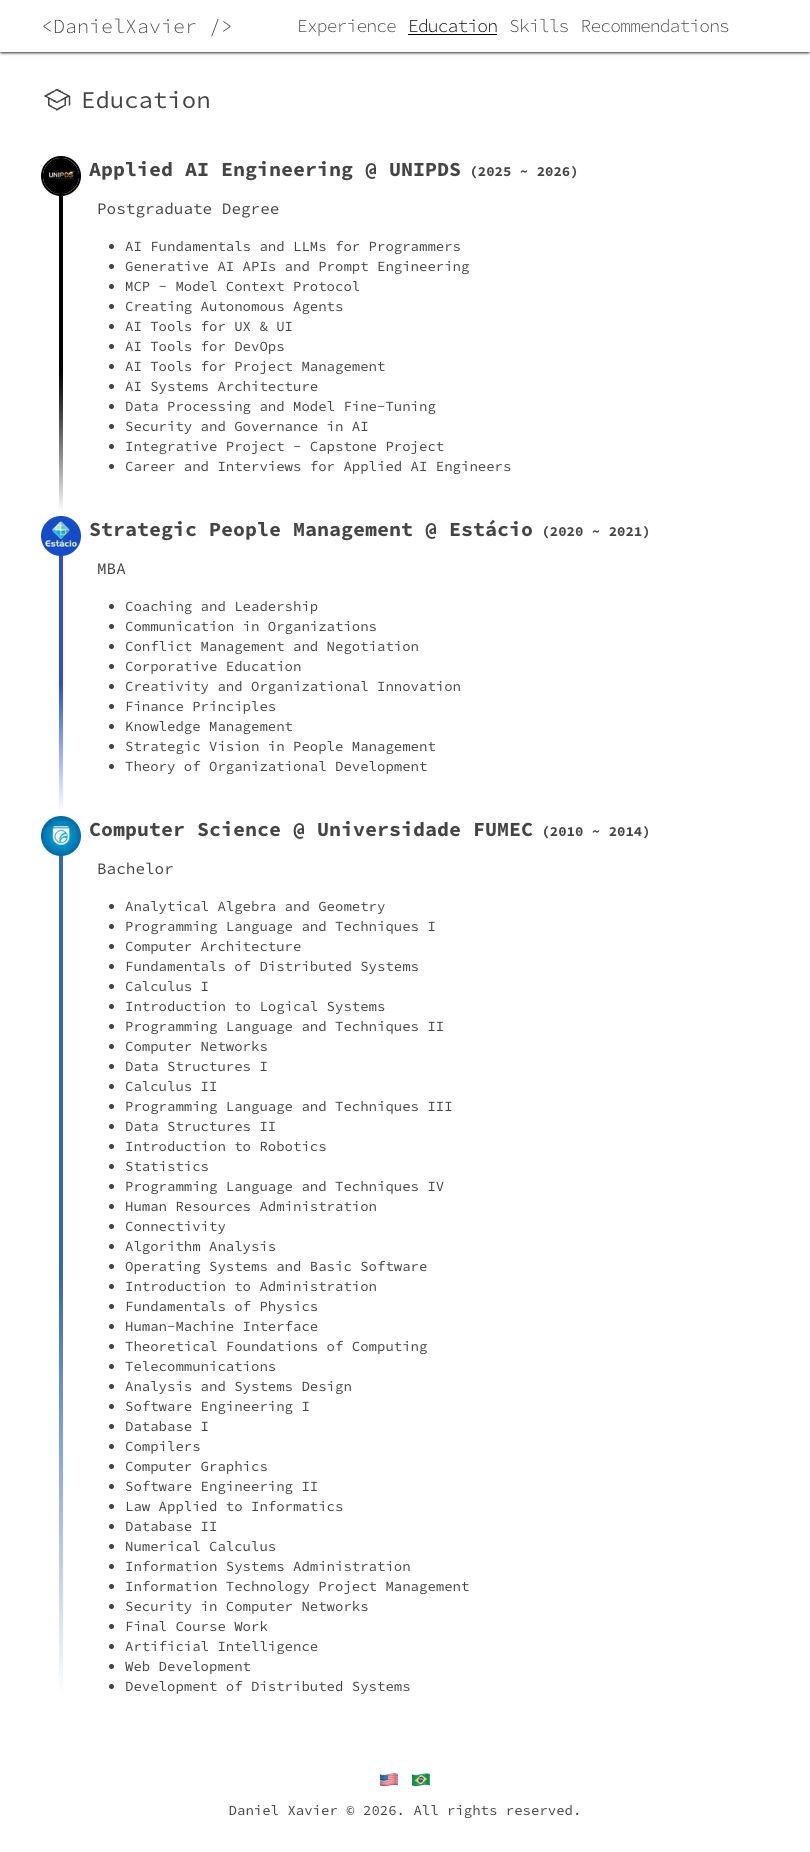 <DanielXavier />
Experience Education Skills Recommendations
Education
UNIPDS
Applied AI Engineering @ UNIPDS (2025 ~ 2026)
Postgraduate Degree
• AI Fundamentals and LLMs for Programmers
• Generative AI APIs and Prompt Engineering
• MCP - Model Context Protocol
• Creating Autonomous Agents
• AI Tools for UX & UI
• AI Tools for DevOps
• AI Tools for Project Management
• AI Systems Architecture
• Data Processing and Model Fine-Tuning
• Security and Governance in AI
• Integrative Project - Capstone Project
• Career and Interviews for Applied AI Engineers
Estácio
Strategic People Management @ Estácio (2020 ~ 2021)
MBA
• Coaching and Leadership
• Communication in Organizations
• Conflict Management and Negotiation
• Corporative Education
• Creativity and Organizational Innovation
• Finance Principles
• Knowledge Management
• Strategic Vision in People Management
• Theory of Organizational Development
Computer Science @ Universidade FUMEC (2010 ~ 2014)
Bachelor
• Analytical Algebra and Geometry
• Programming Language and Techniques I
• Computer Architecture
• Fundamentals of Distributed Systems
• Calculus I
• Introduction to Logical Systems
• Programming Language and Techniques II
• Computer Networks
• Data Structures I
• Calculus II
• Programming Language and Techniques III
• Data Structures II
• Introduction to Robotics
• Statistics
• Programming Language and Techniques IV
• Human Resources Administration
• Connectivity
• Algorithm Analysis
• Operating Systems and Basic Software
• Introduction to Administration
• Fundamentals of Physics
• Human-Machine Interface
• Theoretical Foundations of Computing
• Telecommunications
• Analysis and Systems Design
• Software Engineering I
• Database I
• Compilers
• Computer Graphics
• Software Engineering II
• Law Applied to Informatics
• Database II
• Numerical Calculus
• Information Systems Administration
• Information Technology Project Management
• Security in Computer Networks
• Final Course Work
• Artificial Intelligence
• Web Development
• Development of Distributed Systems
Daniel Xavier © 2026. All rights reserved.